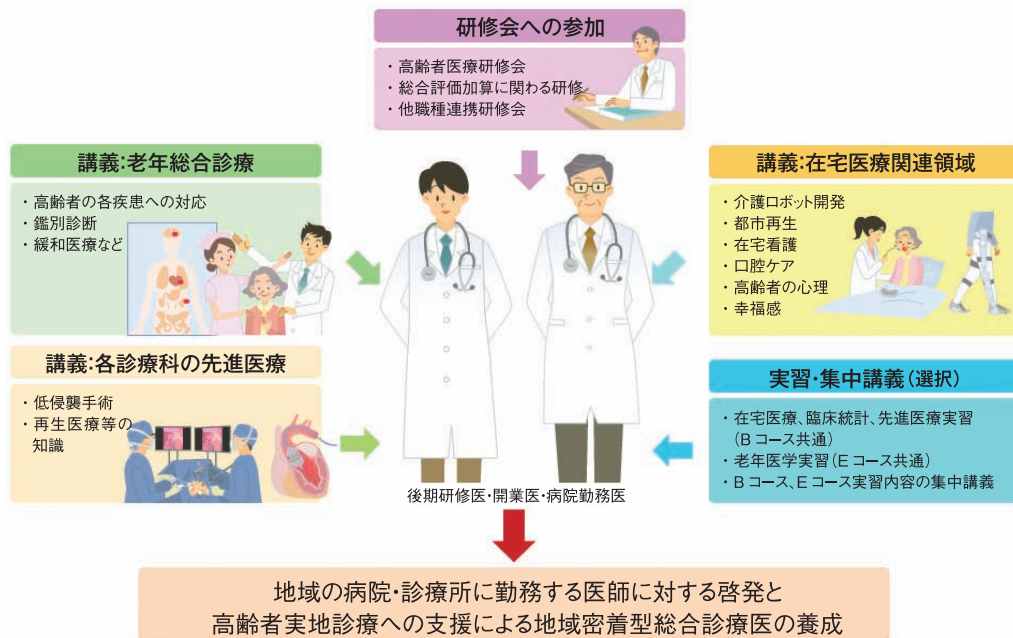 研修会への参加
・高齢者医療研修会
・総合評価加算に関わる研修
・他職種連携研修会
講義:老年総合診療
・高齢者の各疾患への対応
・鑑別診断
・緩和医療など
講義:在宅医療関連領域
・介護ロボット開発
・都市再生
・在宅看護
・口腔ケア
・高齢者の心理
・幸福感
講義:各診療科の先進医療
・低侵襲手術
・再生医療等の
知識
実習・集中講義(選択)
・在宅医療、臨床統計、先進医療実習
(Bコース共通)
・老年医学実習(Eコース共通)
・Bコース、Eコース実習内容の集中講義
後期研修医・開業医・病院勤務医
地域の病院・診療所に勤務する医師に対する啓発と
高齢者実地診療への支援による地域密着型総合診療医の養成